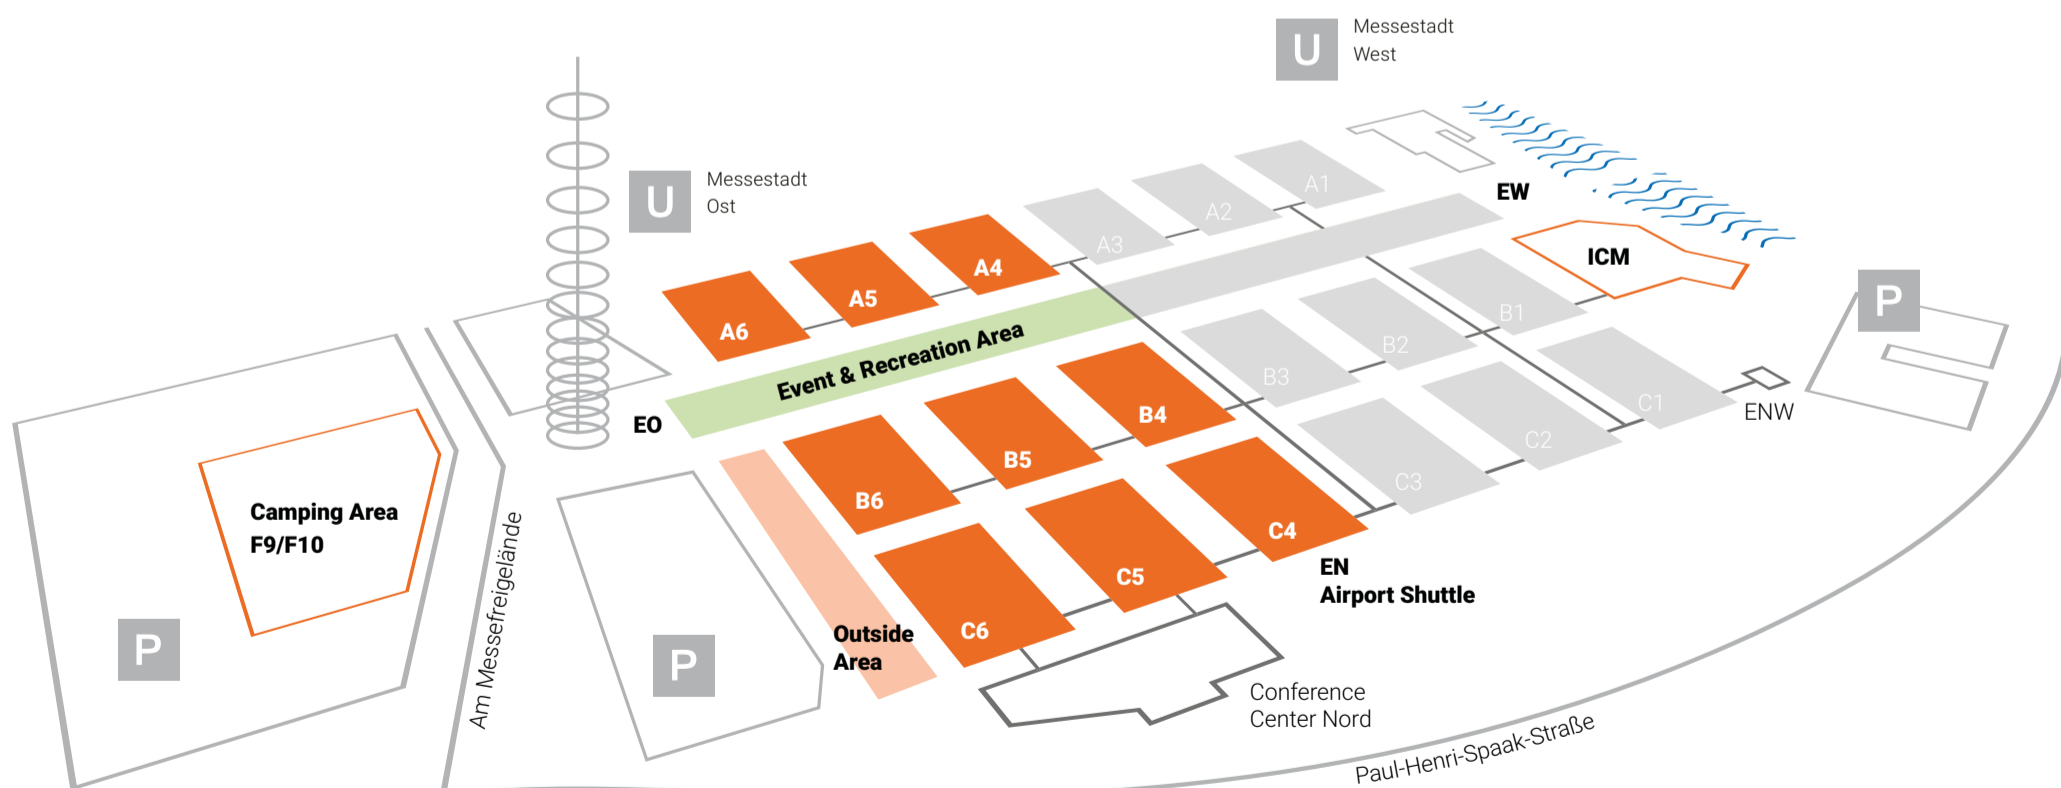 U
Messestadt
West
U
Messestadt
Ost
A1
A2
A3
A4
A5
A6
EW
ICM
P
Event & Recreation Area
EO
B1
B2
B3
B4
B5
B6
C1
C2
C3
C4
C5
C6
ENW
EN
Airport Shuttle
Camping Area
F9/F10
P
Am Messefreigelände
P
Outside
Area
Conference
Center Nord
Paul-Henri-Spaak-Straße